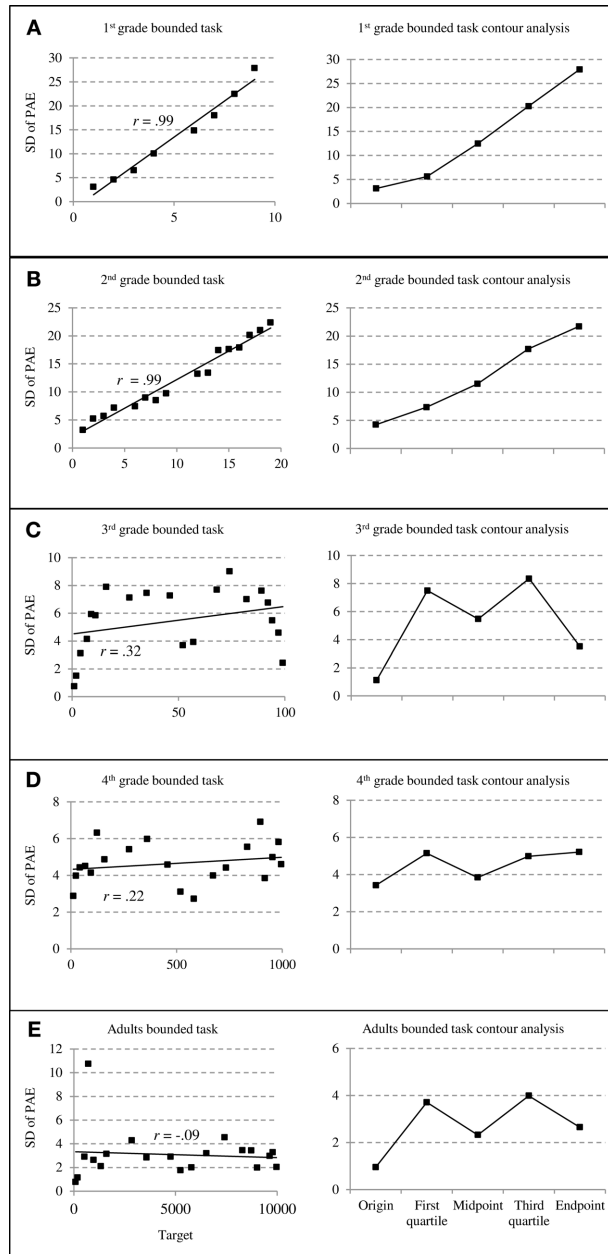 A
1st grade bounded task
SD of PAE
30
25
20
15
10
5
0
r = .99
0 5 10
1st grade bounded task contour analysis
30
25
20
15
10
5
0
B
2nd grade bounded task
SD of PAE
25
20
15
10
5
0
r = .99
0 5 10 15 20
2nd grade bounded task contour analysis
25
20
15
10
5
0
C
3rd grade bounded task
SD of PAE
10
8
6
4
2
0
r = .32
0 50 100
3rd grade bounded task contour analysis
10
8
6
4
2
0
D
4th grade bounded task
SD of PAE
8
6
4
2
0
r = .22
0 500 1000
4th grade bounded task contour analysis
8
6
4
2
0
E
Adults bounded task
SD of PAE
12
10
8
6
4
2
0
r = -.09
0 5000 10000
Target
Adults bounded task contour analysis
6
4
2
0
Origin First quartile Midpoint Third quartile Endpoint